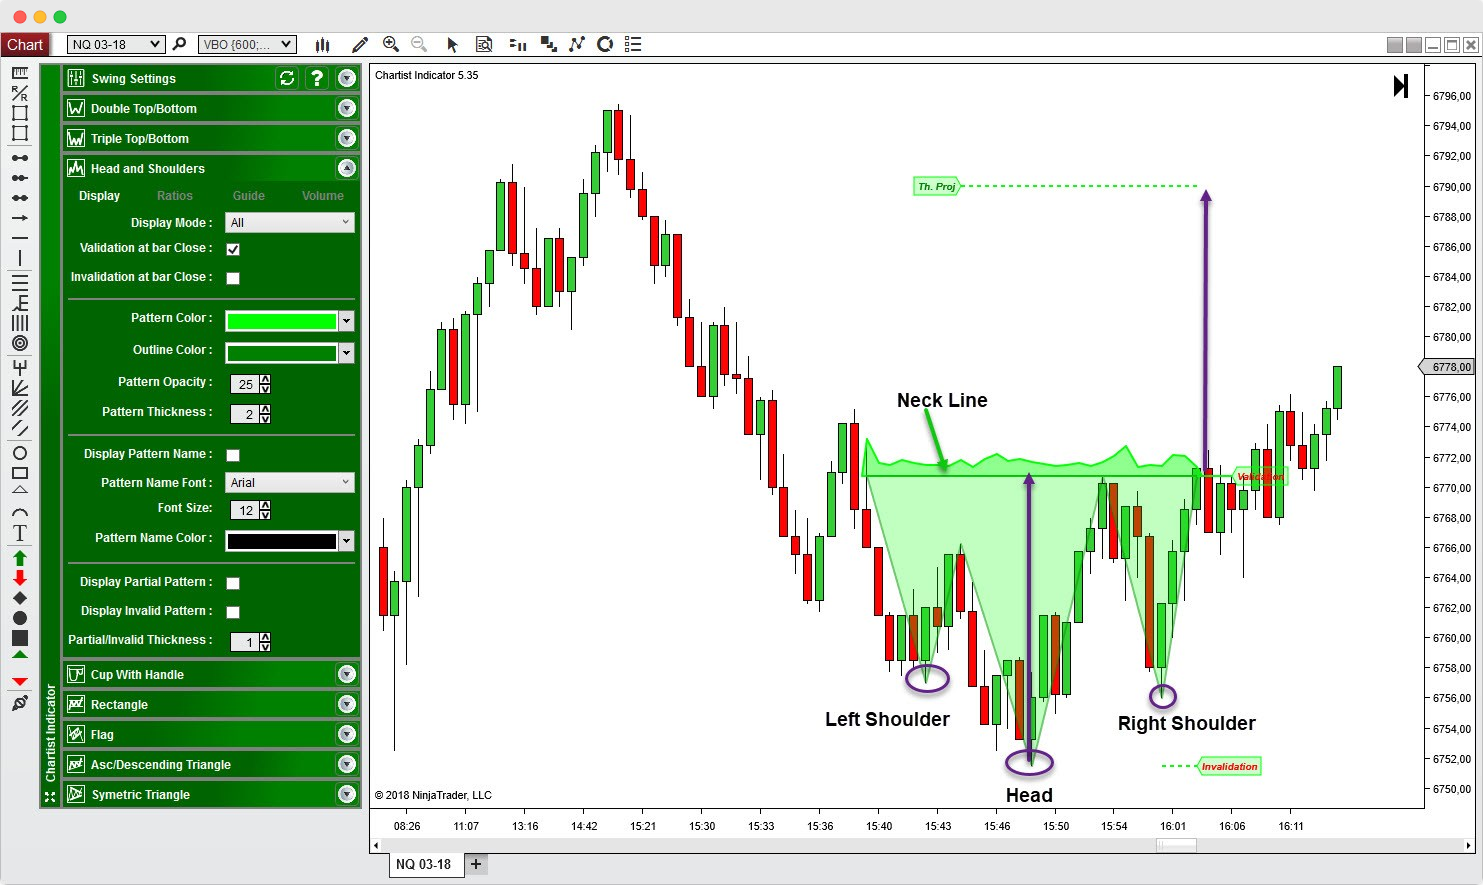 Chart
NQ 03-18
VBO {600;...
Chartist Indicator
Swing Settings
?
Double Top/Bottom
Triple Top/Bottom
Head and Shoulders
Display Ratios Guide Volume
Display Mode : All
Validation at bar Close :
Invalidation at bar Close :
Pattern Color :
Outline Color :
Pattern Opacity : 25
Pattern Thickness : 2
Display Pattern Name :
Pattern Name Font : Arial
Font Size: 12
Pattern Name Color :
Display Partial Pattern :
Display Invalid Pattern :
Partial/Invalid Thickness : 1
Cup With Handle
Rectangle
Flag
Asc/Descending Triangle
Symetric Triangle
R/R
T
Chartist Indicator 5.35
Th. Proj
Neck Line
Validation
Left Shoulder
Right Shoulder
Invalidation
Head
© 2018 NinjaTrader, LLC
6796,00
6794,00
6792,00
6790,00
6788,00
6786,00
6784,00
6782,00
6780,00
6778,00
6776,00
6774,00
6772,00
6770,00
6768,00
6766,00
6764,00
6762,00
6760,00
6758,00
6756,00
6754,00
6752,00
6750,00
08:26 11:07 13:16 14:42 15:21 15:30 15:33 15:36 15:40 15:43 15:46 15:50 15:54 16:01 16:06 16:11
NQ 03-18 +